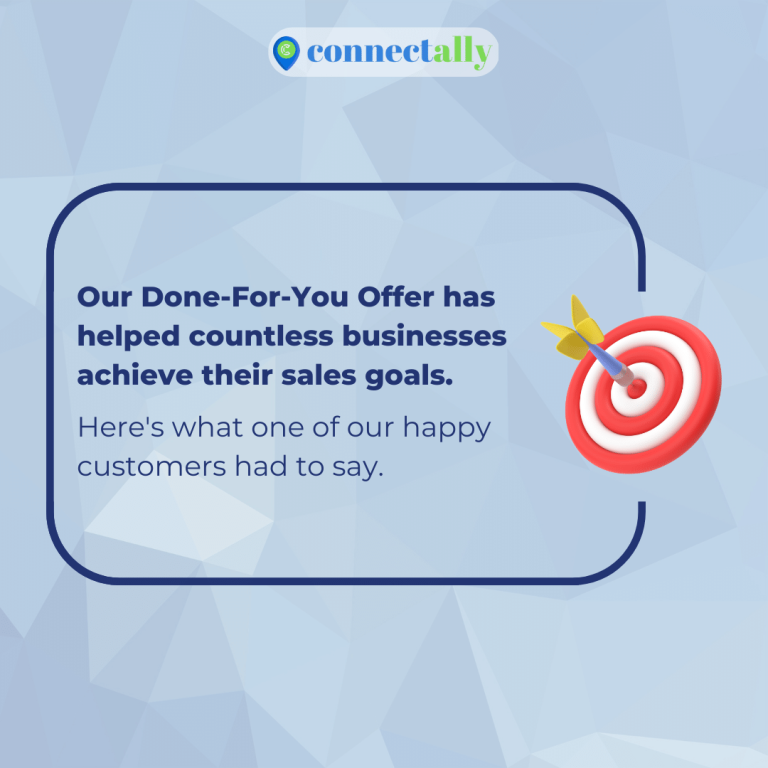 connectally
Our Done-For-You Offer has
helped countless businesses
achieve their sales goals.
Here's what one of our happy
customers had to say.